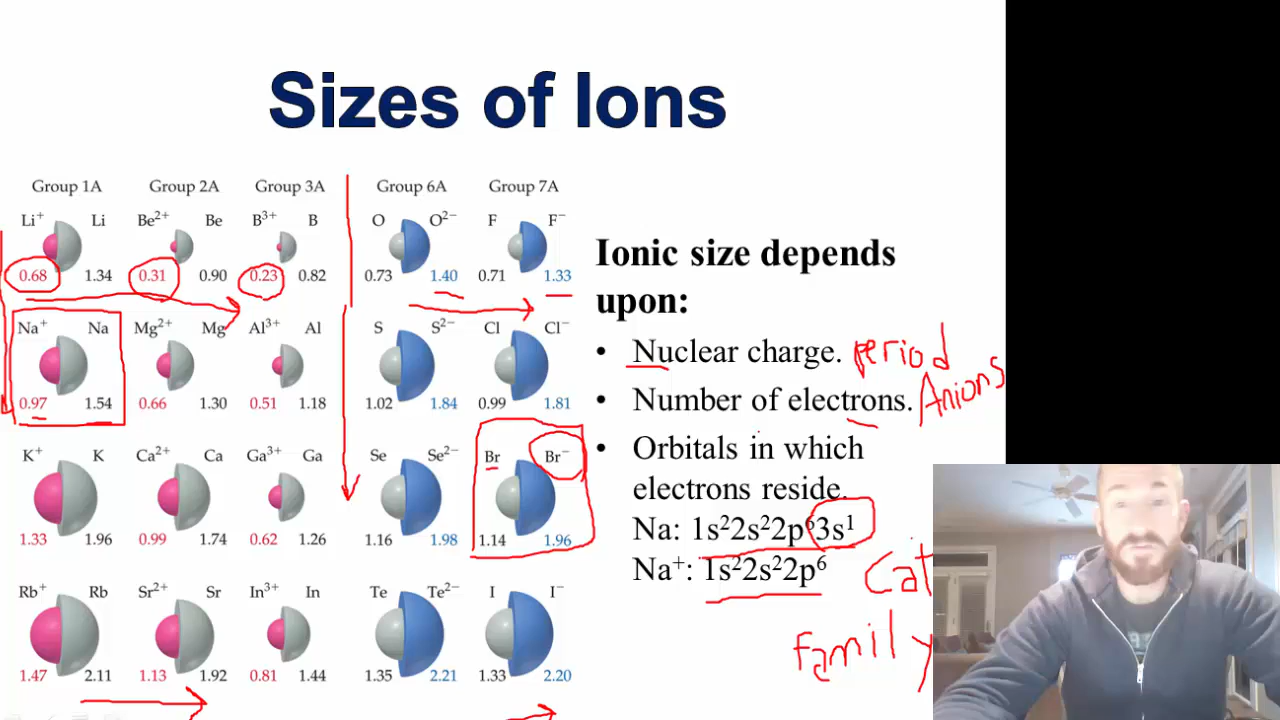 Sizes of Ions
Group 1A Group 2A Group 3A Group 6A Group 7A
Li⁺ Li Be²⁺ Be B³⁺ B O O²⁻ F F⁻
0.68 1.34 0.31 0.90 0.23 0.82 0.73 1.40 0.71 1.33
Na⁺ Na Mg²⁺ Mg Al³⁺ Al S S²⁻ Cl Cl⁻
0.97 1.54 0.66 1.30 0.51 1.18 1.02 1.84 0.99 1.81
K⁺ K Ca²⁺ Ca Ga³⁺ Ga Se Se²⁻ Br Br⁻
1.33 1.96 0.99 1.74 0.62 1.26 1.16 1.98 1.14 1.96
Rb⁺ Rb Sr²⁺ Sr In³⁺ In Te Te²⁻ I I⁻
1.47 2.11 1.13 1.92 0.81 1.44 1.35 2.21 1.33 2.20
Ionic size depends
upon:
• Nuclear charge. Period
• Number of electrons. Anions
• Orbitals in which
electrons reside.
Na: 1s²2s²2p⁶3s¹
Na⁺: 1s²2s²2p⁶
Cat
Family